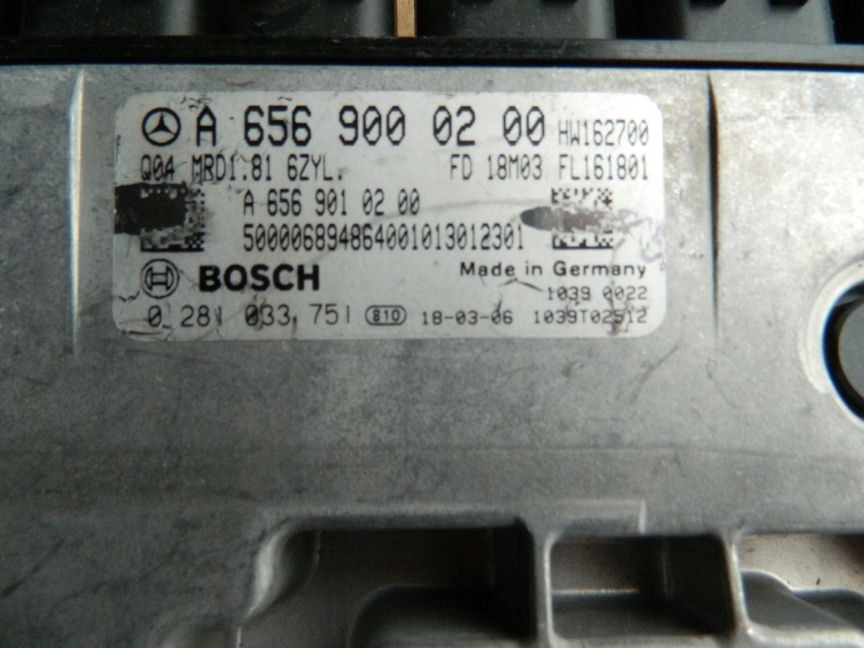 A 656 900 02 00 HW162700
Q04 MRD1.81 6ZYL. FD 18M03 FL161801
A 656 901 02 00
500006894864001013012301
BOSCH Made in Germany
1039 0022
0 281 033 751 810 18-03-06 1039T02512